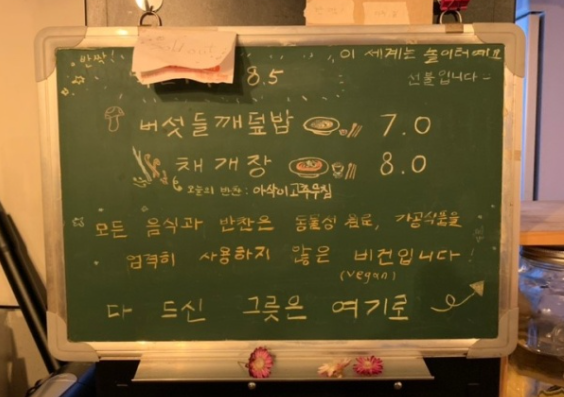 이 세계는 놀이터예요
반짝!
선불입니다~
8.5
버섯들깨덮밥 7.0
채개장 8.0
오늘의 반찬: 아삭이고추무침
모든 음식과 반찬은 동물성 원료, 가공식품을
엄격히 사용하지 않은 비건입니다!
(vegan)
다 드신 그릇은 여기로